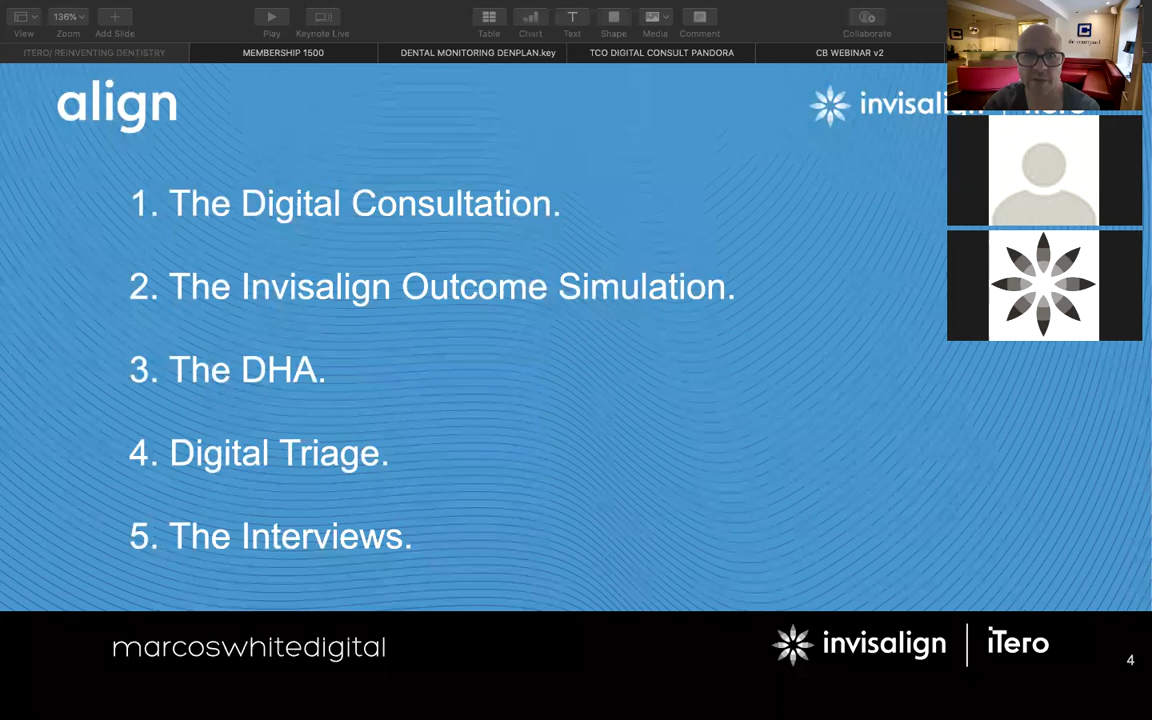 136%
View
Zoom
Add Slide
Play
Keynote Live
Table
Chart
Text
Shape
Media
Comment
Collaborate
ITERO/ REINVENTING DENTISTRY
MEMBERSHIP 1500
DENTAL MONITORING DENPLAN.key
TCO DIGITAL CONSULT PANDORA
CB WEBINAR v2
align
invisali
1. The Digital Consultation.
2. The Invisalign Outcome Simulation.
3. The DHA.
4. Digital Triage.
5. The Interviews.
marcoswhitedigital
invisalign | iTero
4